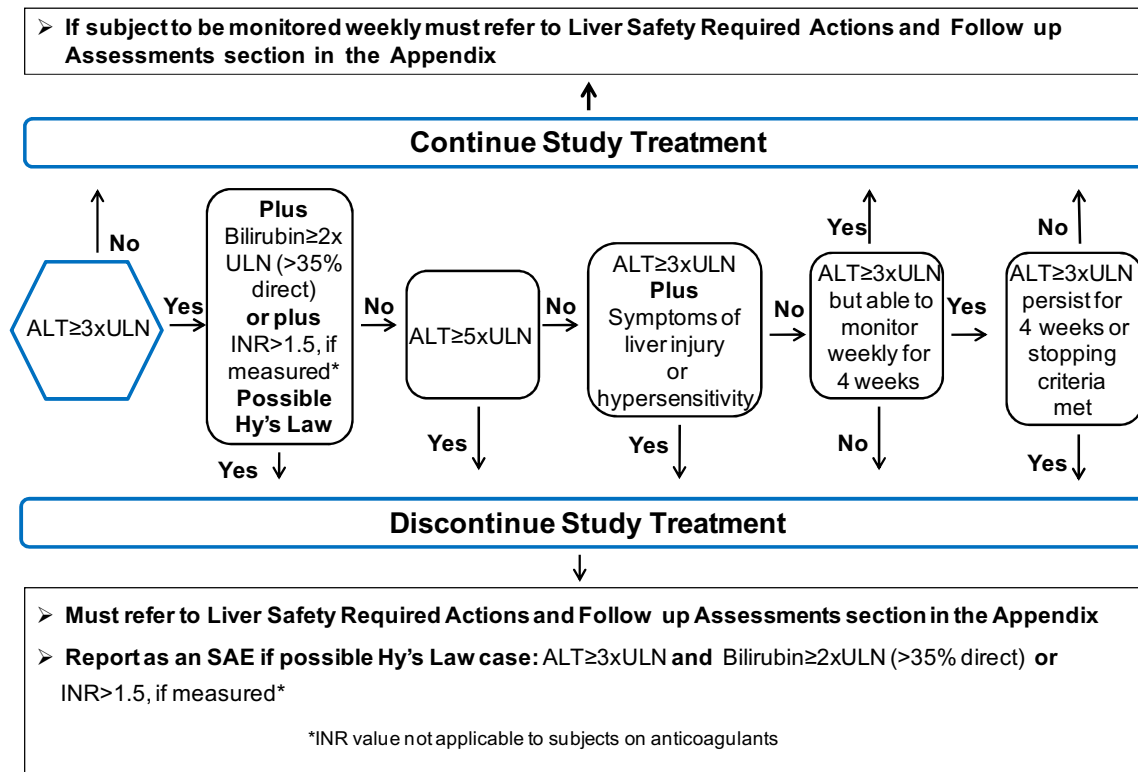 ➢ If subject to be monitored weekly must refer to Liver Safety Required Actions and Follow up
Assessments section in the Appendix
Continue Study Treatment
No
ALT≥3xULN
Yes
Plus
Bilirubin≥2x
ULN (>35%
direct)
or plus
INR>1.5, if
measured*
Possible
Hy's Law
Yes
No
ALT≥5xULN
Yes
No
ALT≥3xULN
Plus
Symptoms of
liver injury
or
hypersensitivity
Yes
No
Yes
ALT≥3xULN
but able to
monitor
weekly for
4 weeks
No
Yes
No
ALT≥3xULN
persist for
4 weeks or
stopping
criteria
met
Yes
Discontinue Study Treatment
➢ Must refer to Liver Safety Required Actions and Follow up Assessments section in the Appendix
➢ Report as an SAE if possible Hy's Law case: ALT≥3xULN and Bilirubin≥2xULN (>35% direct) or
INR>1.5, if measured*
*INR value not applicable to subjects on anticoagulants